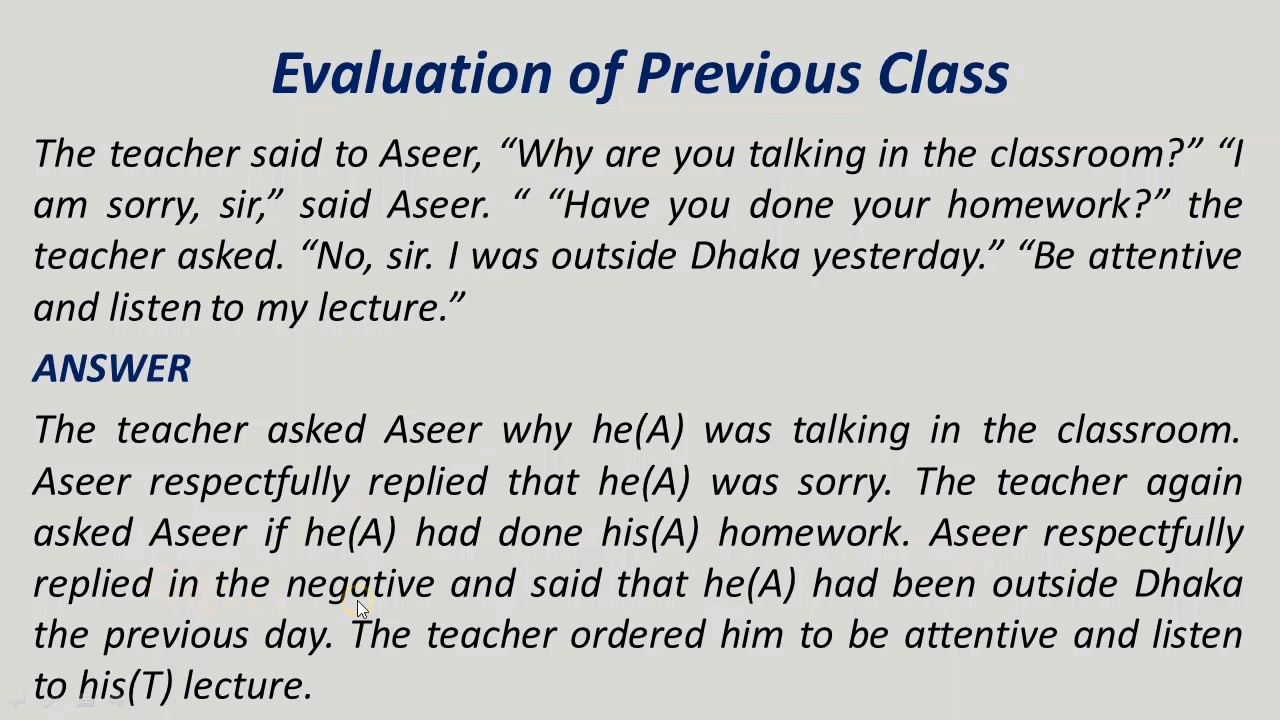 Evaluation of Previous Class
The teacher said to Aseer, “Why are you talking in the classroom?” “I
am sorry, sir,” said Aseer. “ “Have you done your homework?” the
teacher asked. “No, sir. I was outside Dhaka yesterday.” “Be attentive
and listen to my lecture.”
ANSWER
The teacher asked Aseer why he(A) was talking in the classroom.
Aseer respectfully replied that he(A) was sorry. The teacher again
asked Aseer if he(A) had done his(A) homework. Aseer respectfully
replied in the negative and said that he(A) had been outside Dhaka
the previous day. The teacher ordered him to be attentive and listen
to his(T) lecture.